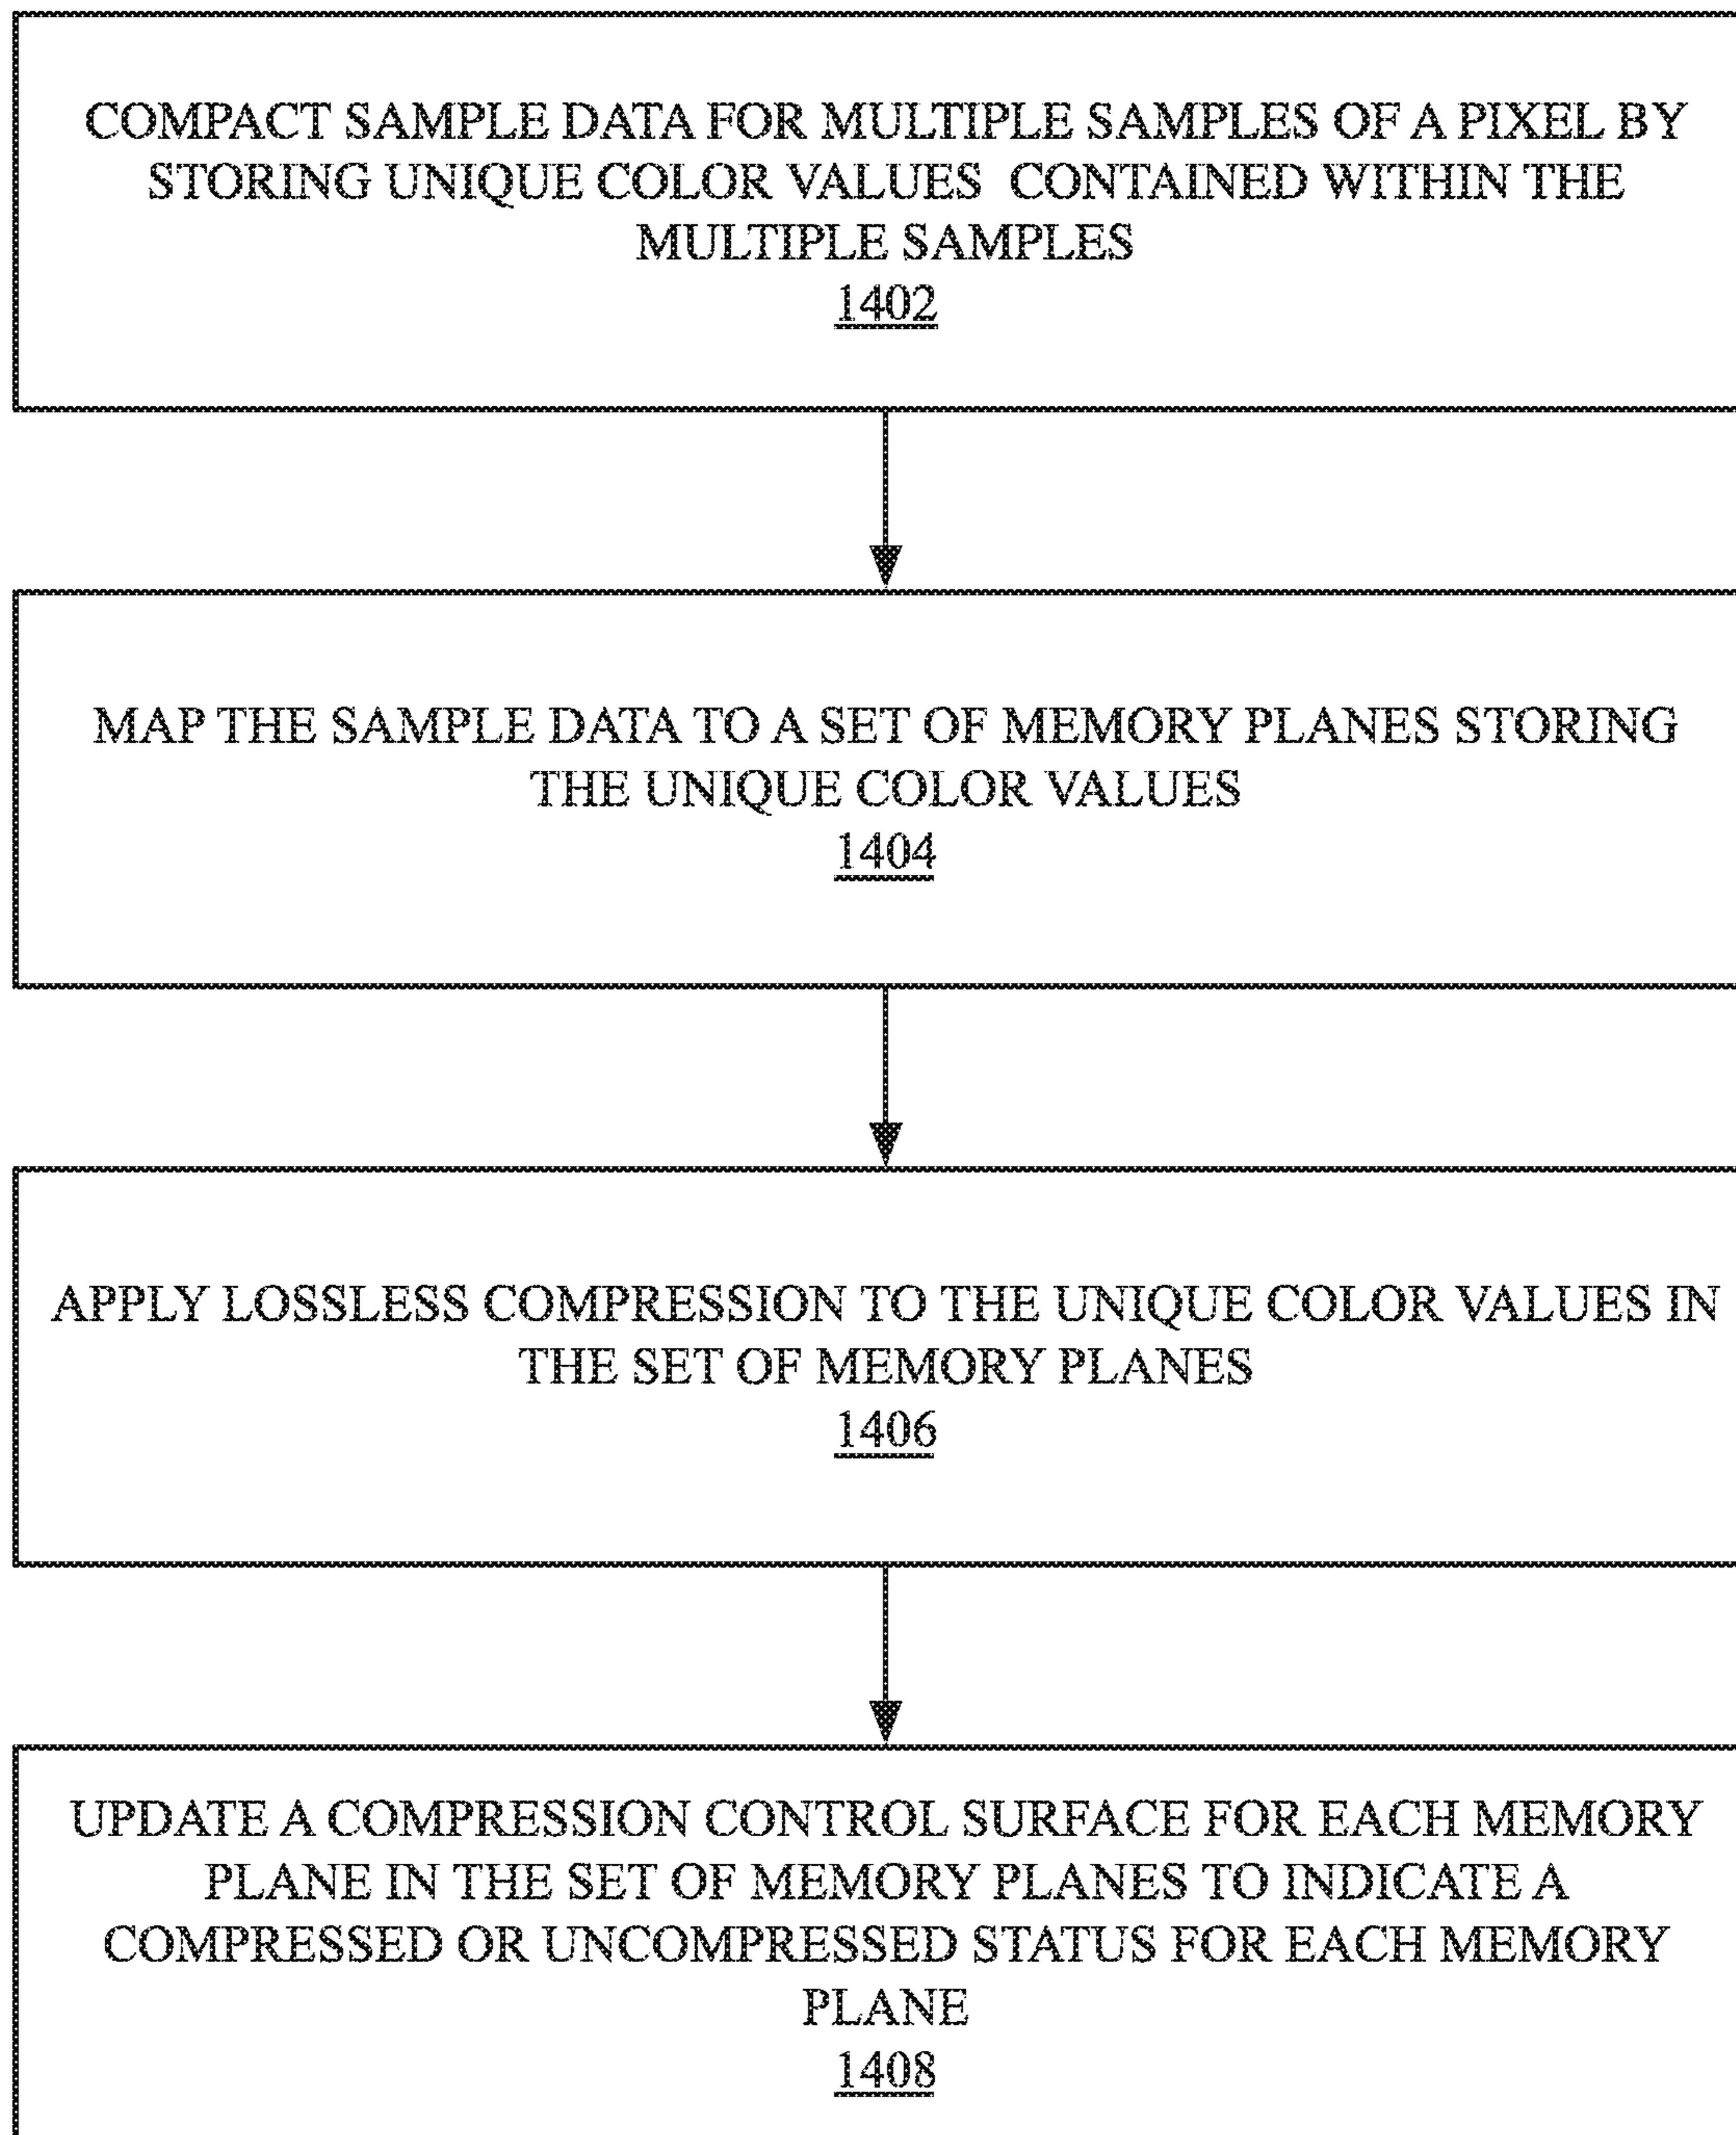 COMPACT SAMPLE DATA FOR MULTIPLE SAMPLES OF A PIXEL BY
STORING UNIQUE COLOR VALUES CONTAINED WITHIN THE
MULTIPLE SAMPLES
1402
MAP THE SAMPLE DATA TO A SET OF MEMORY PLANES STORING
THE UNIQUE COLOR VALUES
1404
APPLY LOSSLESS COMPRESSION TO THE UNIQUE COLOR VALUES IN
THE SET OF MEMORY PLANES
1406
UPDATE A COMPRESSION CONTROL SURFACE FOR EACH MEMORY
PLANE IN THE SET OF MEMORY PLANES TO INDICATE A
COMPRESSED OR UNCOMPRESSED STATUS FOR EACH MEMORY
PLANE
1408